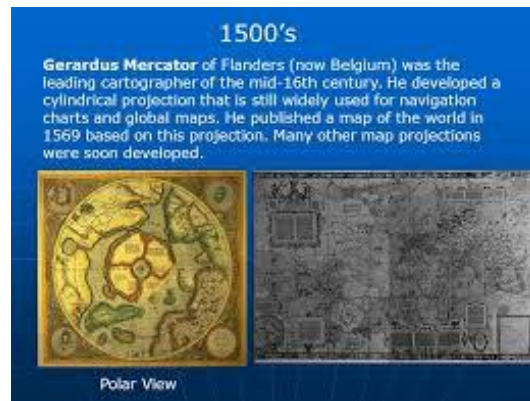 1500's
Gerardus Mercator of Flanders (now Belgium) was the
leading cartographer of the mid-16th century. He developed a
cylindrical projection that is still widely used for navigation
charts and global maps. He published a map of the world in
1569 based on this projection. Many other map projections
were soon developed.
Polar View